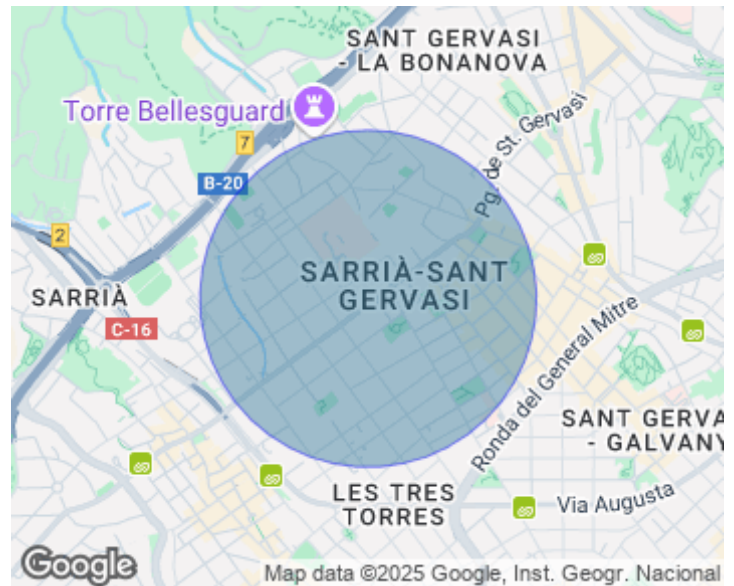 SANT GERVASI
- LA BONANOVA
Torre Bellesguard
7
B-20
Pg. de St. Gervasi
2
SARRIÀ-SANT
GERVASI
SARRIÀ
C-16
Ronda del General Mitre
SANT GERVA
- GALVANY
LES TRES
TORRES
Via Augusta
Google
Map data ©2025 Google, Inst. Geogr. Nacional